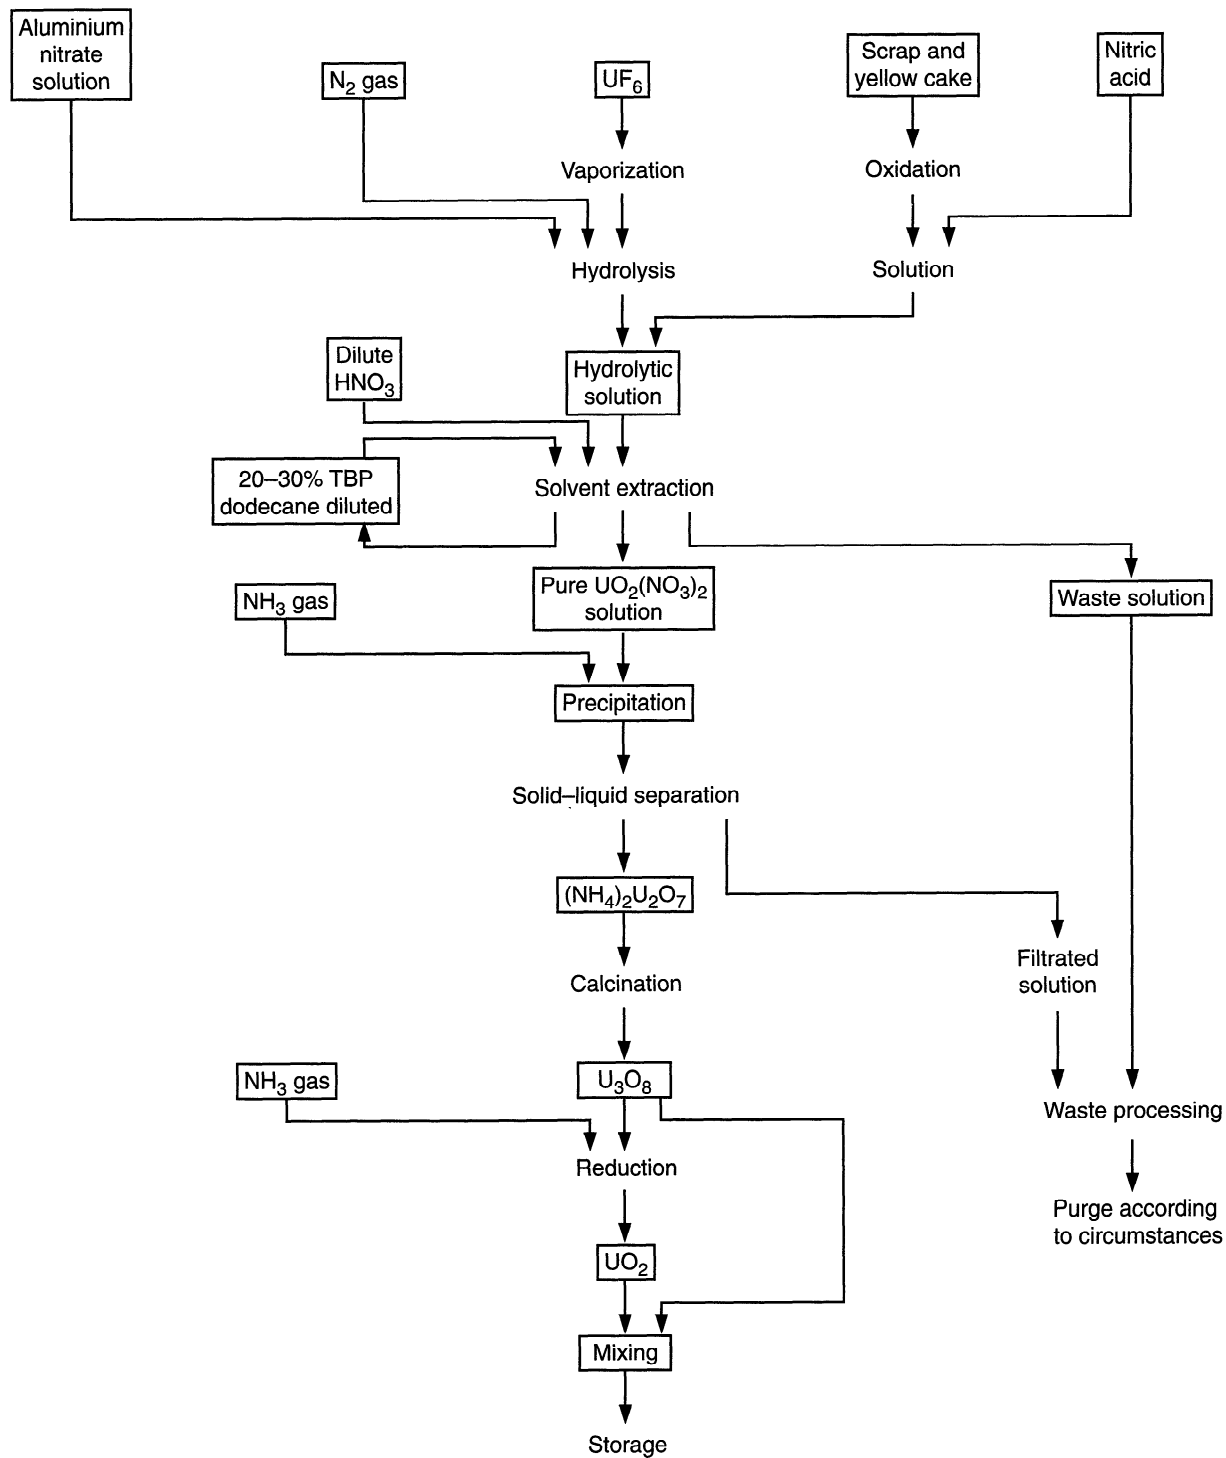 Aluminium
nitrate
solution
N2 gas
UF6
Scrap and
yellow cake
Nitric
acid
Vaporization
Oxidation
Hydrolysis
Solution
Dilute
HNO3
Hydrolytic
solution
20–30% TBP
dodecane diluted
Solvent extraction
NH3 gas
Pure UO2(NO3)2
solution
Waste solution
Precipitation
Solid–liquid separation
(NH4)2U2O7
Filtrated
solution
Calcination
NH3 gas
U3O8
Waste processing
Reduction
Purge according
to circumstances
UO2
Mixing
Storage